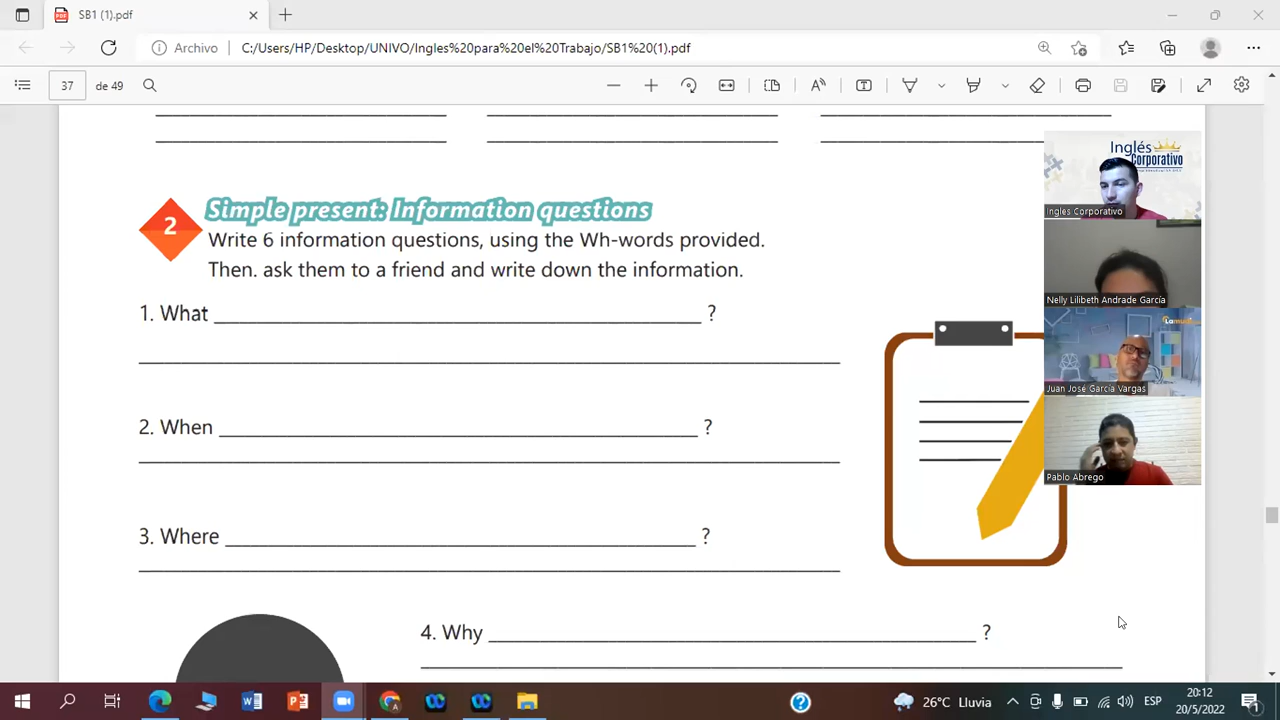 SB1 (1).pdf
Archivo
C:/Users/HP/Desktop/UNIVO/Ingles%20para%20el%20Trabajo/SB1%20(1).pdf
37 de 49
Inglés
Corporativo
Ingles Corporativo
2
Simple present: Information questions
Write 6 information questions, using the Wh-words provided.
Then. ask them to a friend and write down the information.
Nelly Lilibeth Andrade García
1. What ?
Juan José García Vargas
2. When ?
Pablo Abrego
3. Where ?
4. Why ?
26°C Lluvia
ESP
20:12
20/5/2022